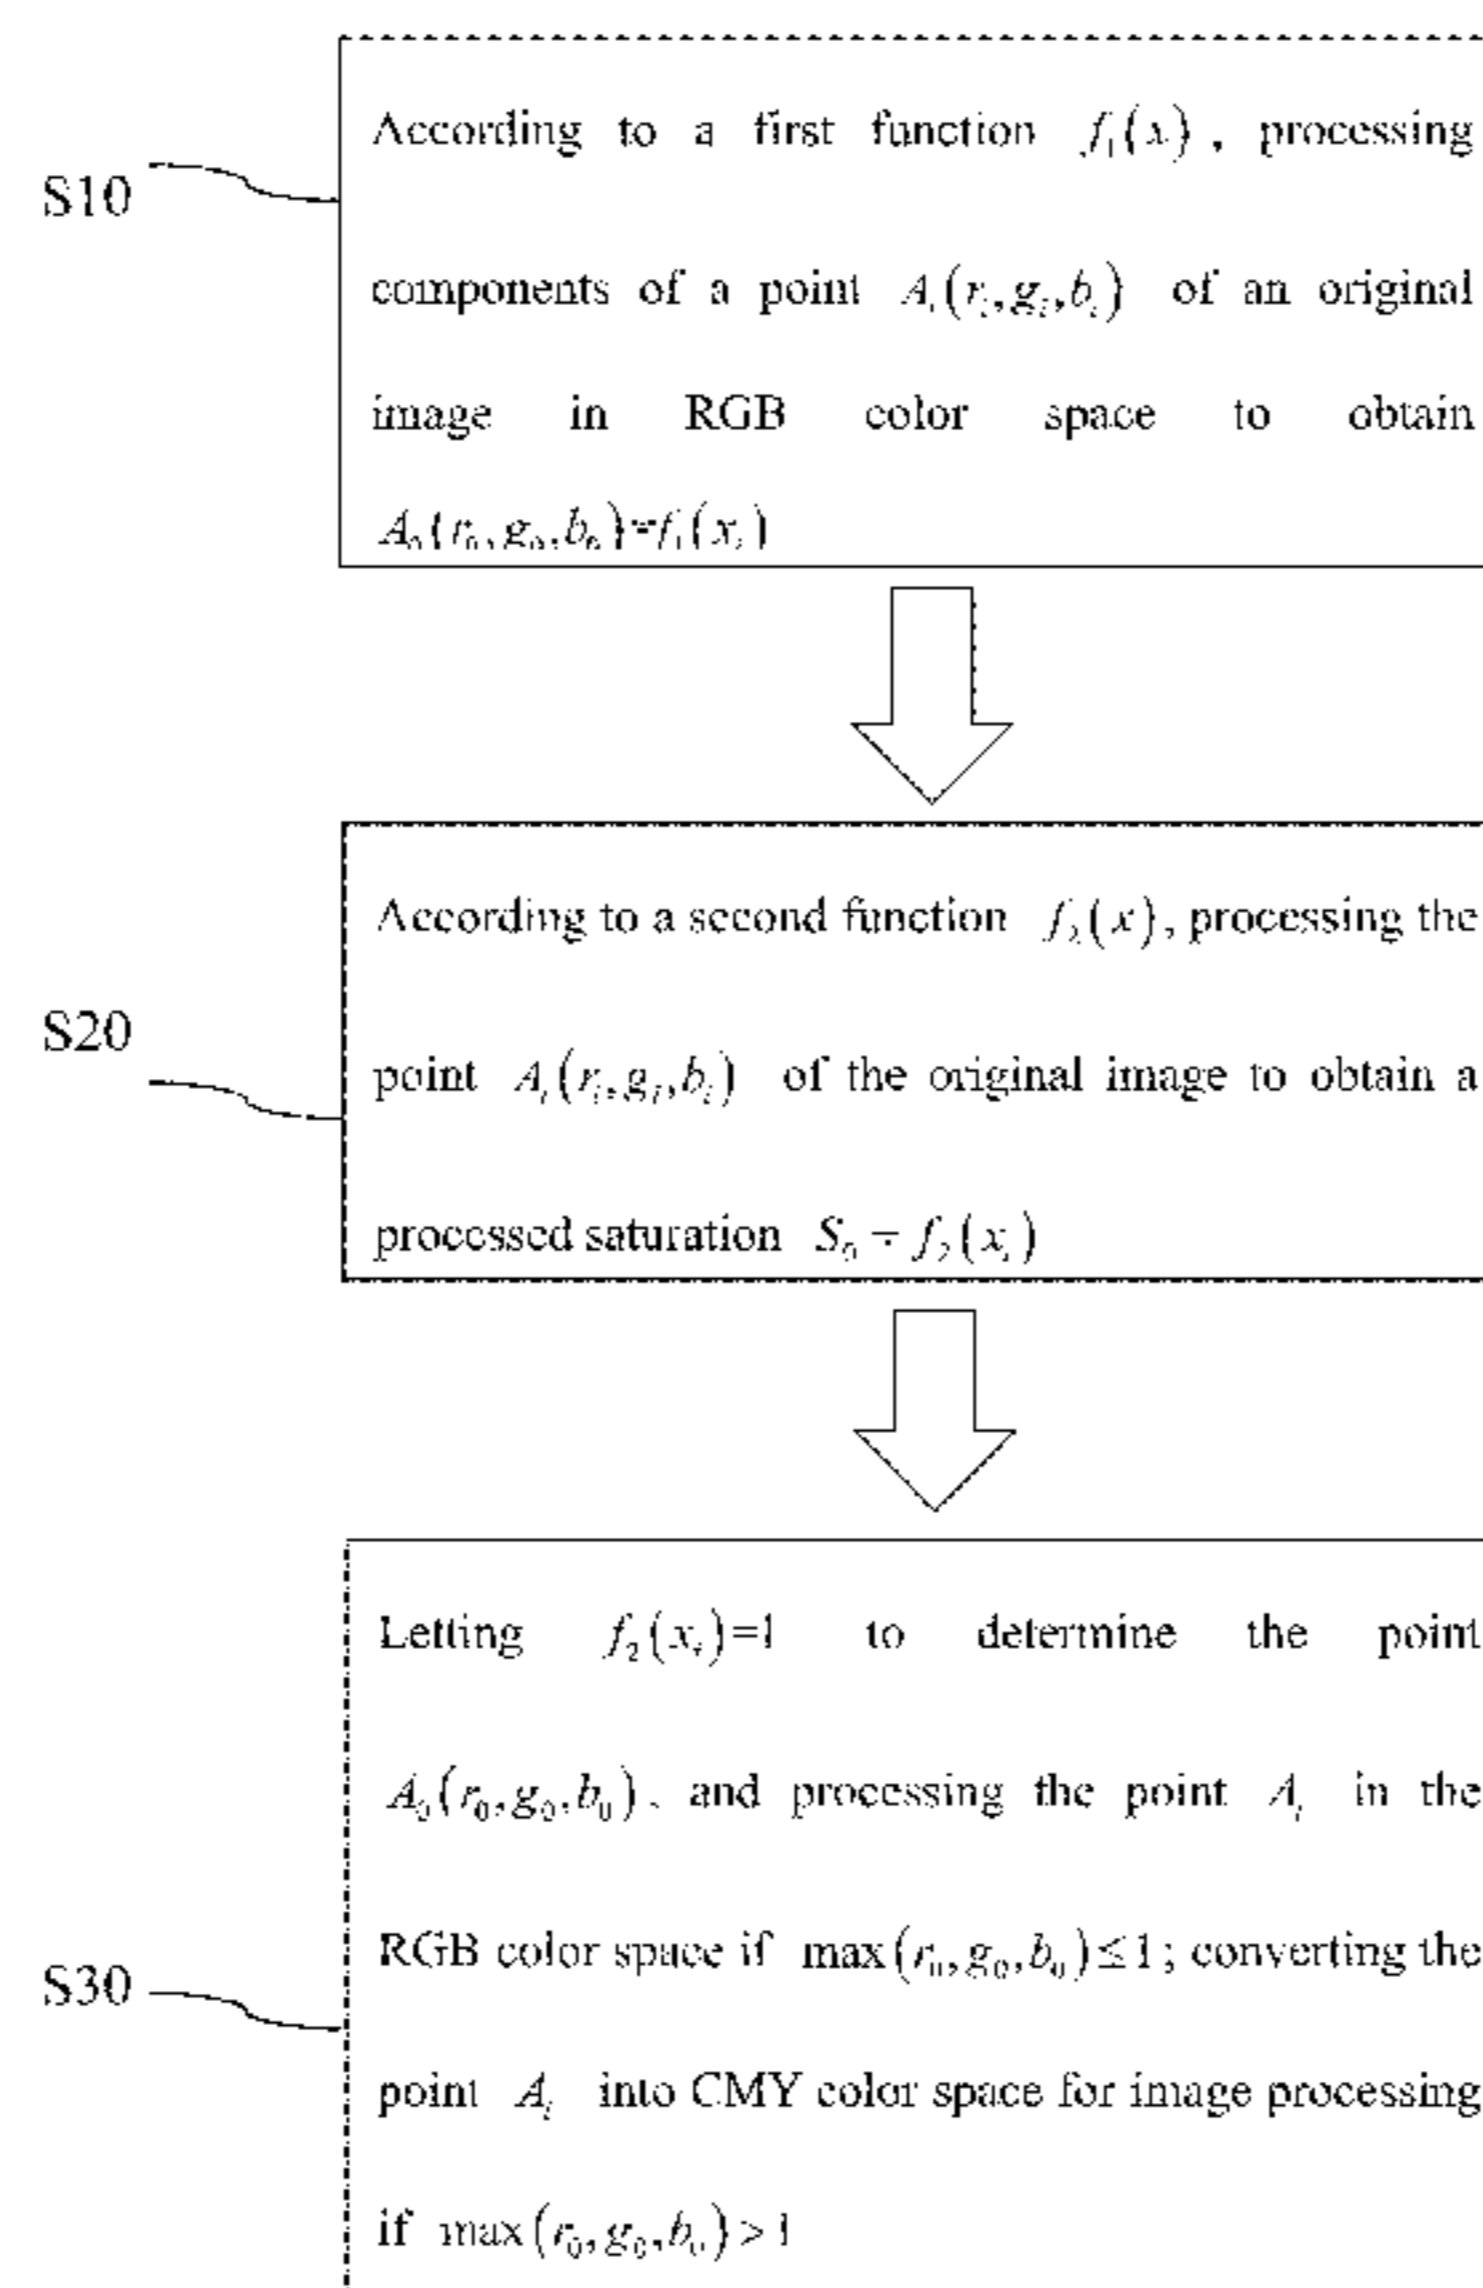 S10
According to a first function f₁(x), processing
components of a point Aᵢ(rᵢ,gᵢ,bᵢ) of an original
image in RGB color space to obtain
A₀(r₀,g₀,b₀)=f₁(xᵢ)
S20
According to a second function f₂(x), processing the
point Aᵢ(rᵢ,gᵢ,bᵢ) of the original image to obtain a
processed saturation S₀ = f₂(xᵢ)
S30
Letting f₂(xᵢ)=1 to determine the point
A₀(r₀,g₀,b₀), and processing the point Aᵢ in the
RGB color space if max(r₀,g₀,b₀)≤1; converting the
point Aᵢ into CMY color space for image processing
if max(r₀,g₀,b₀)>1